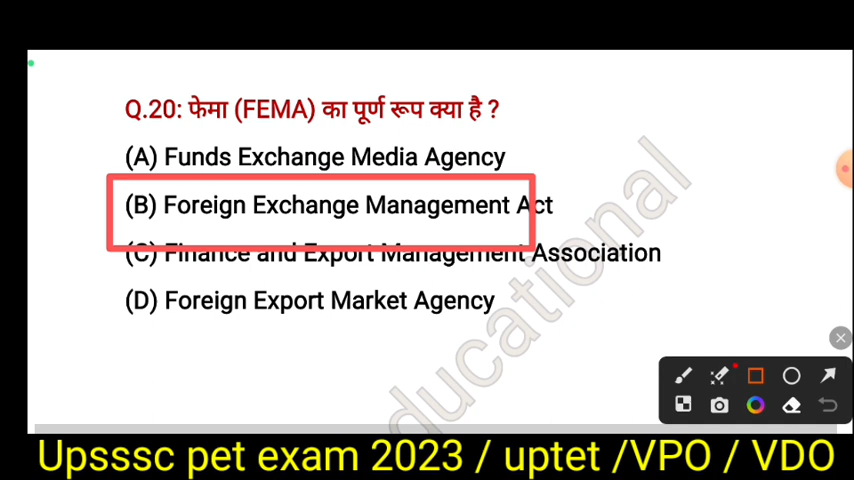 Q.20: फेमा (FEMA) का पूर्ण रूप क्या है ?
(A) Funds Exchange Media Agency
(B) Foreign Exchange Management Act
(C) Finance and Export Management Association
(D) Foreign Export Market Agency
ducational
Upsssc pet exam 2023 / uptet /VPO / VDO